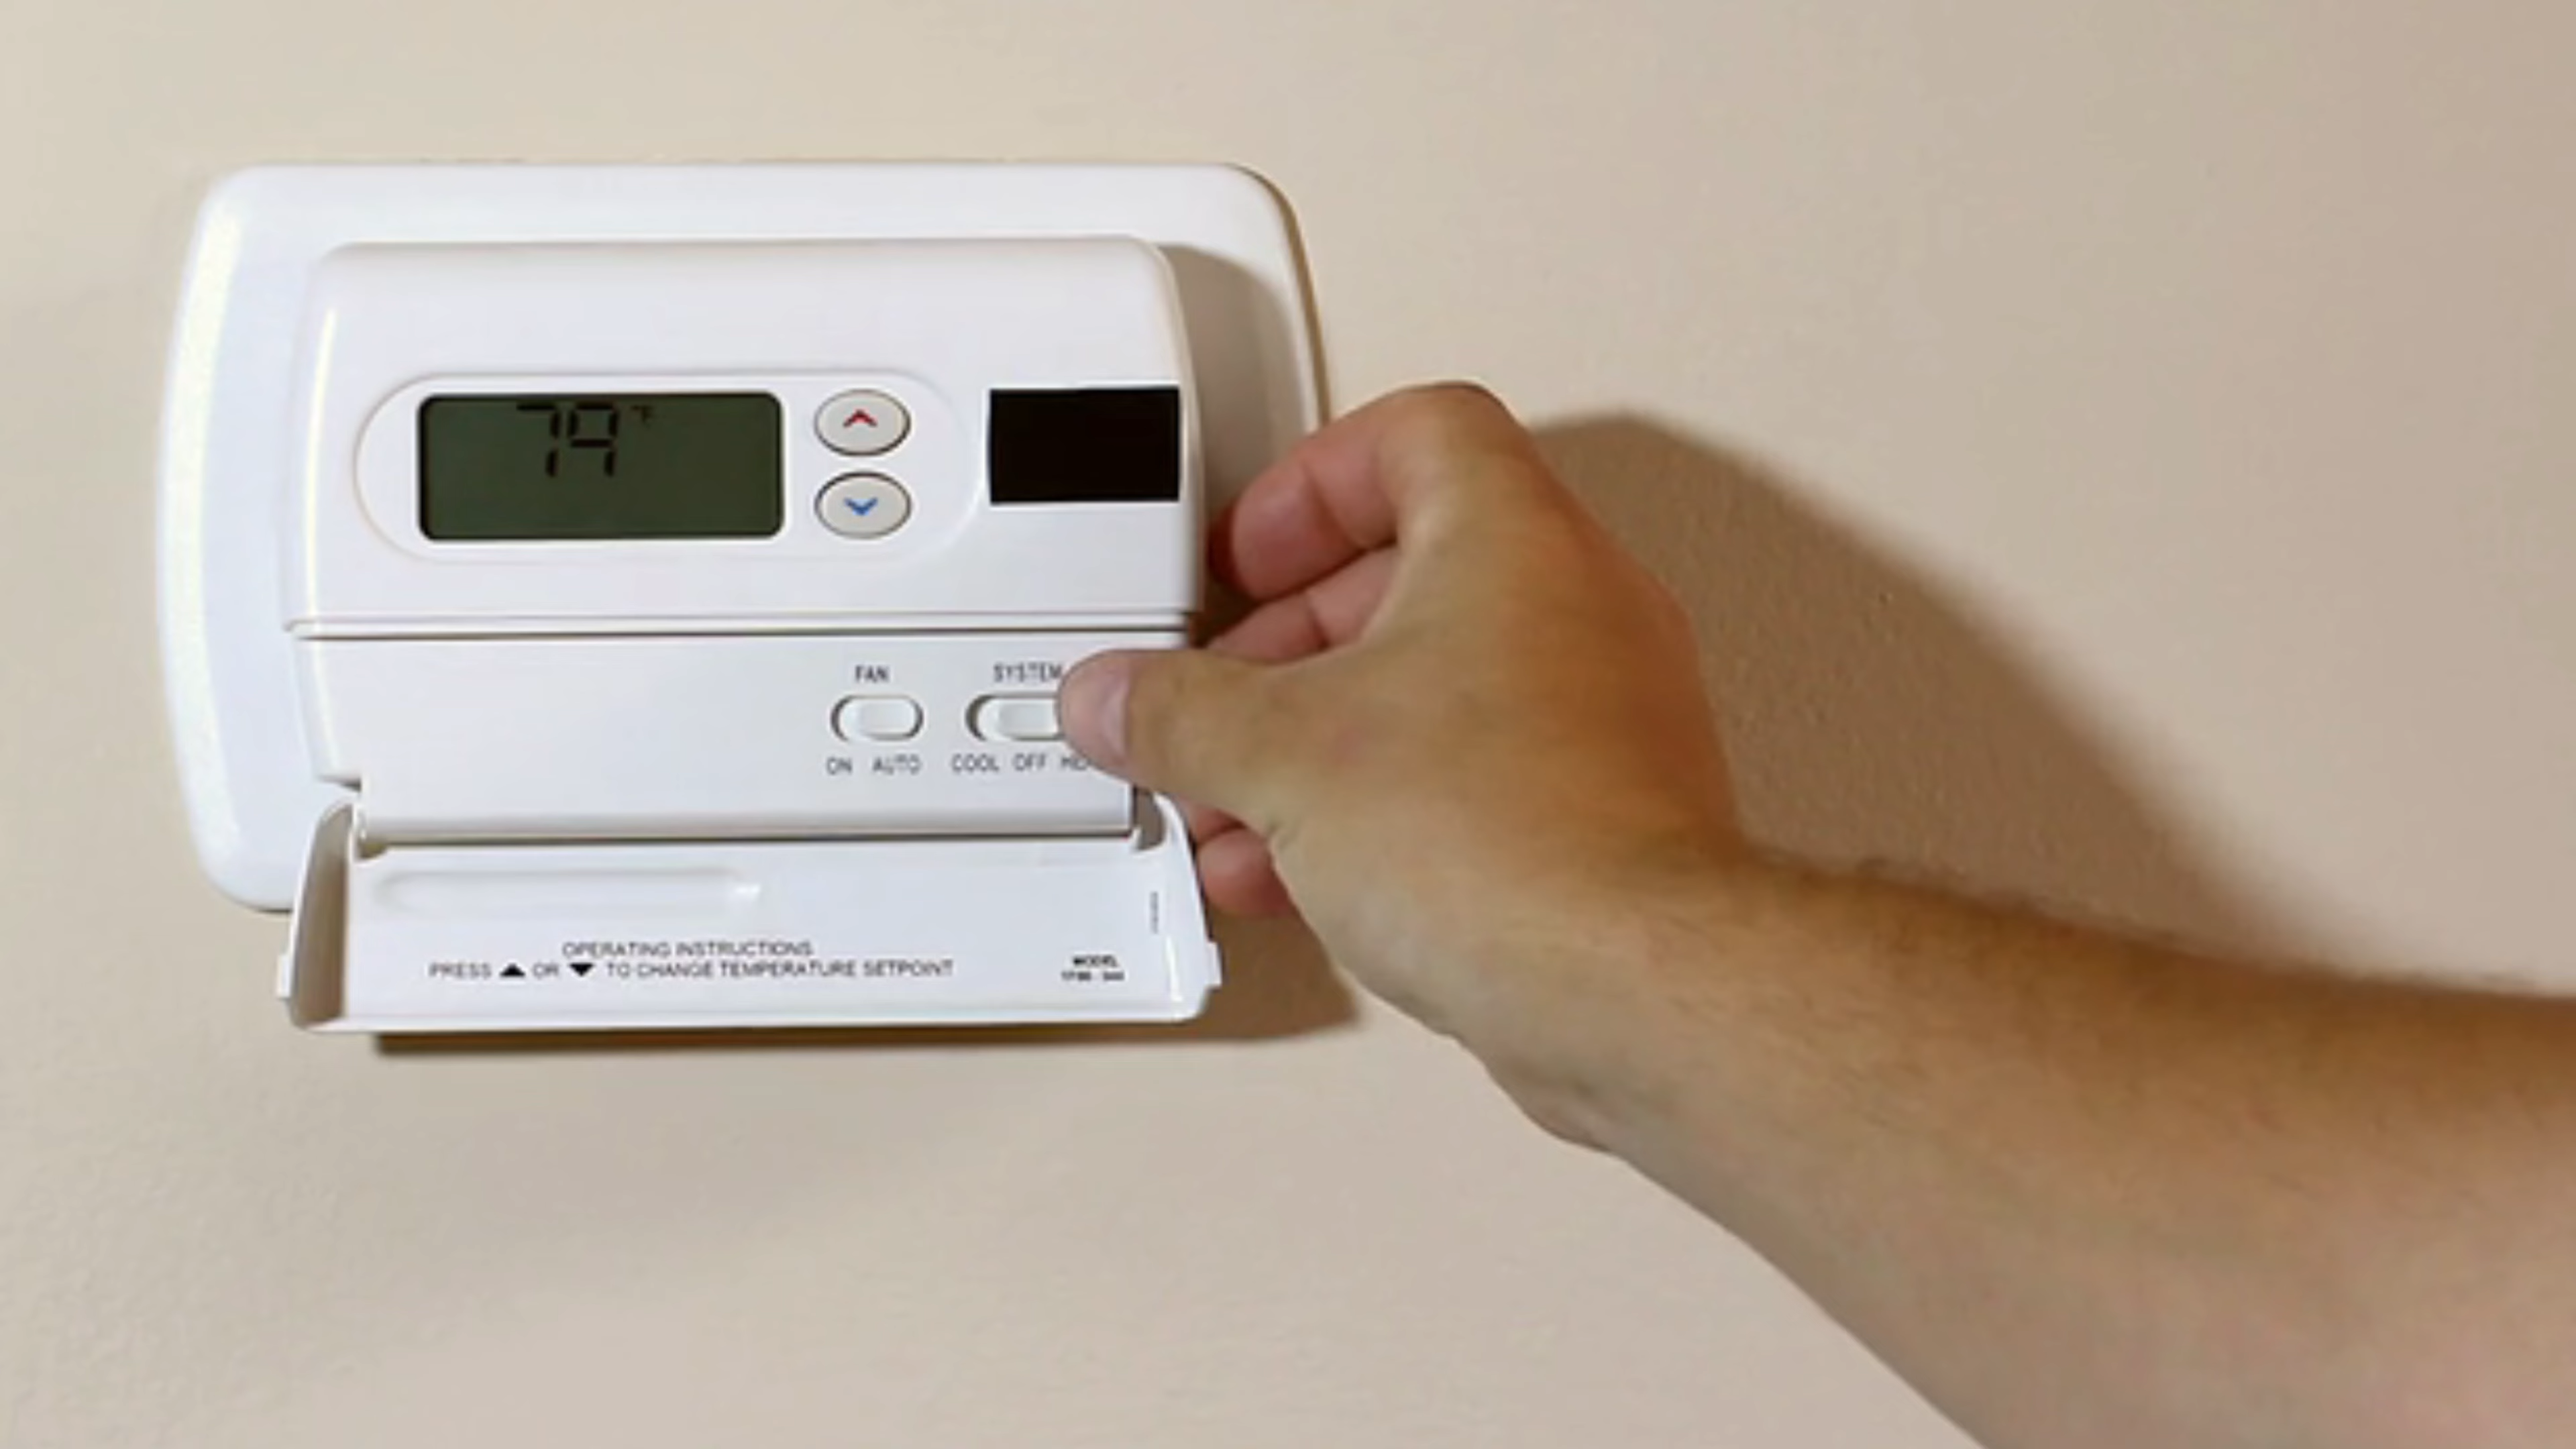 79 °F
FAN SYSTEM
ON AUTO COOL OFF
OPERATING INSTRUCTIONS
PRESS ▲ OR ▼ TO CHANGE TEMPERATURE SETPOINT
MODEL